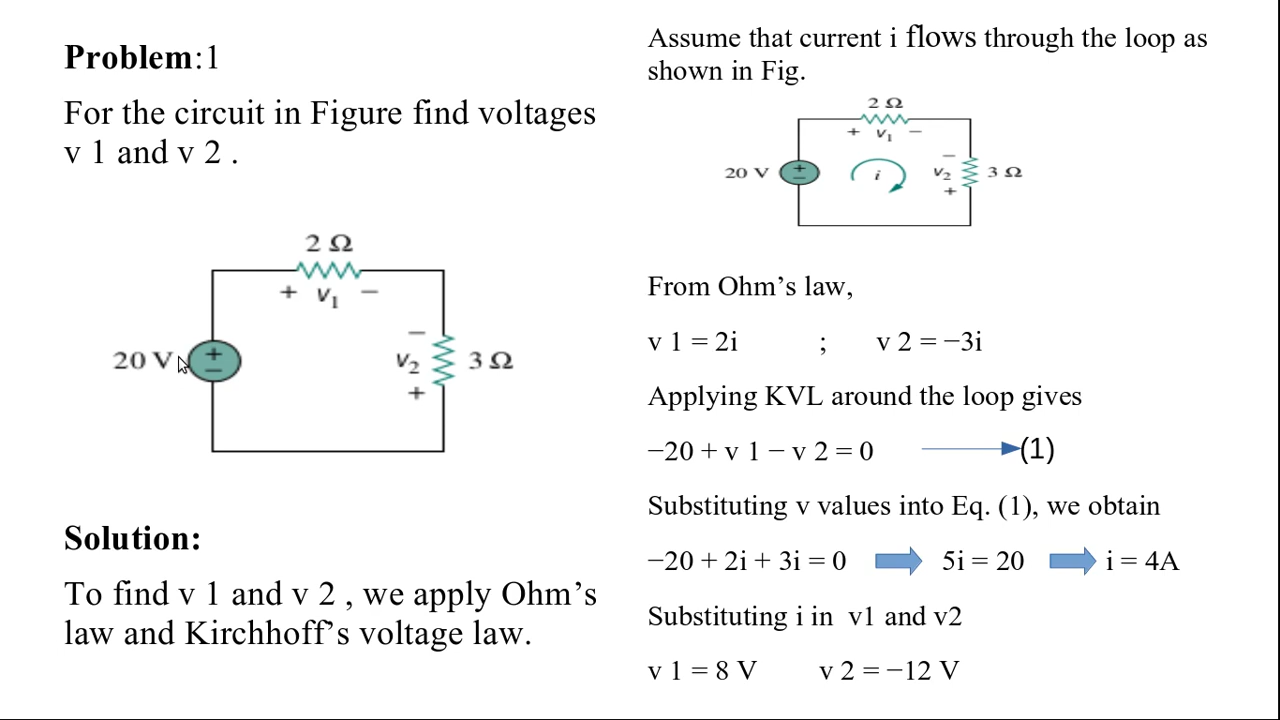 Problem:1
For the circuit in Figure find voltages
v 1 and v 2 .
2 Ω
+ v₁ −
20 V
+
−
−
v₂
+
3 Ω
Solution:
To find v 1 and v 2 , we apply Ohm’s
law and Kirchhoff’s voltage law.
Assume that current i flows through the loop as
shown in Fig.
2 Ω
+ v₁ −
20 V
+
−
i
−
v₂
+
3 Ω
From Ohm’s law,
v 1 = 2i ; v 2 = −3i
Applying KVL around the loop gives
−20 + v 1 − v 2 = 0 (1)
Substituting v values into Eq. (1), we obtain
−20 + 2i + 3i = 0 5i = 20 i = 4A
Substituting i in v1 and v2
v 1 = 8 V v 2 = −12 V